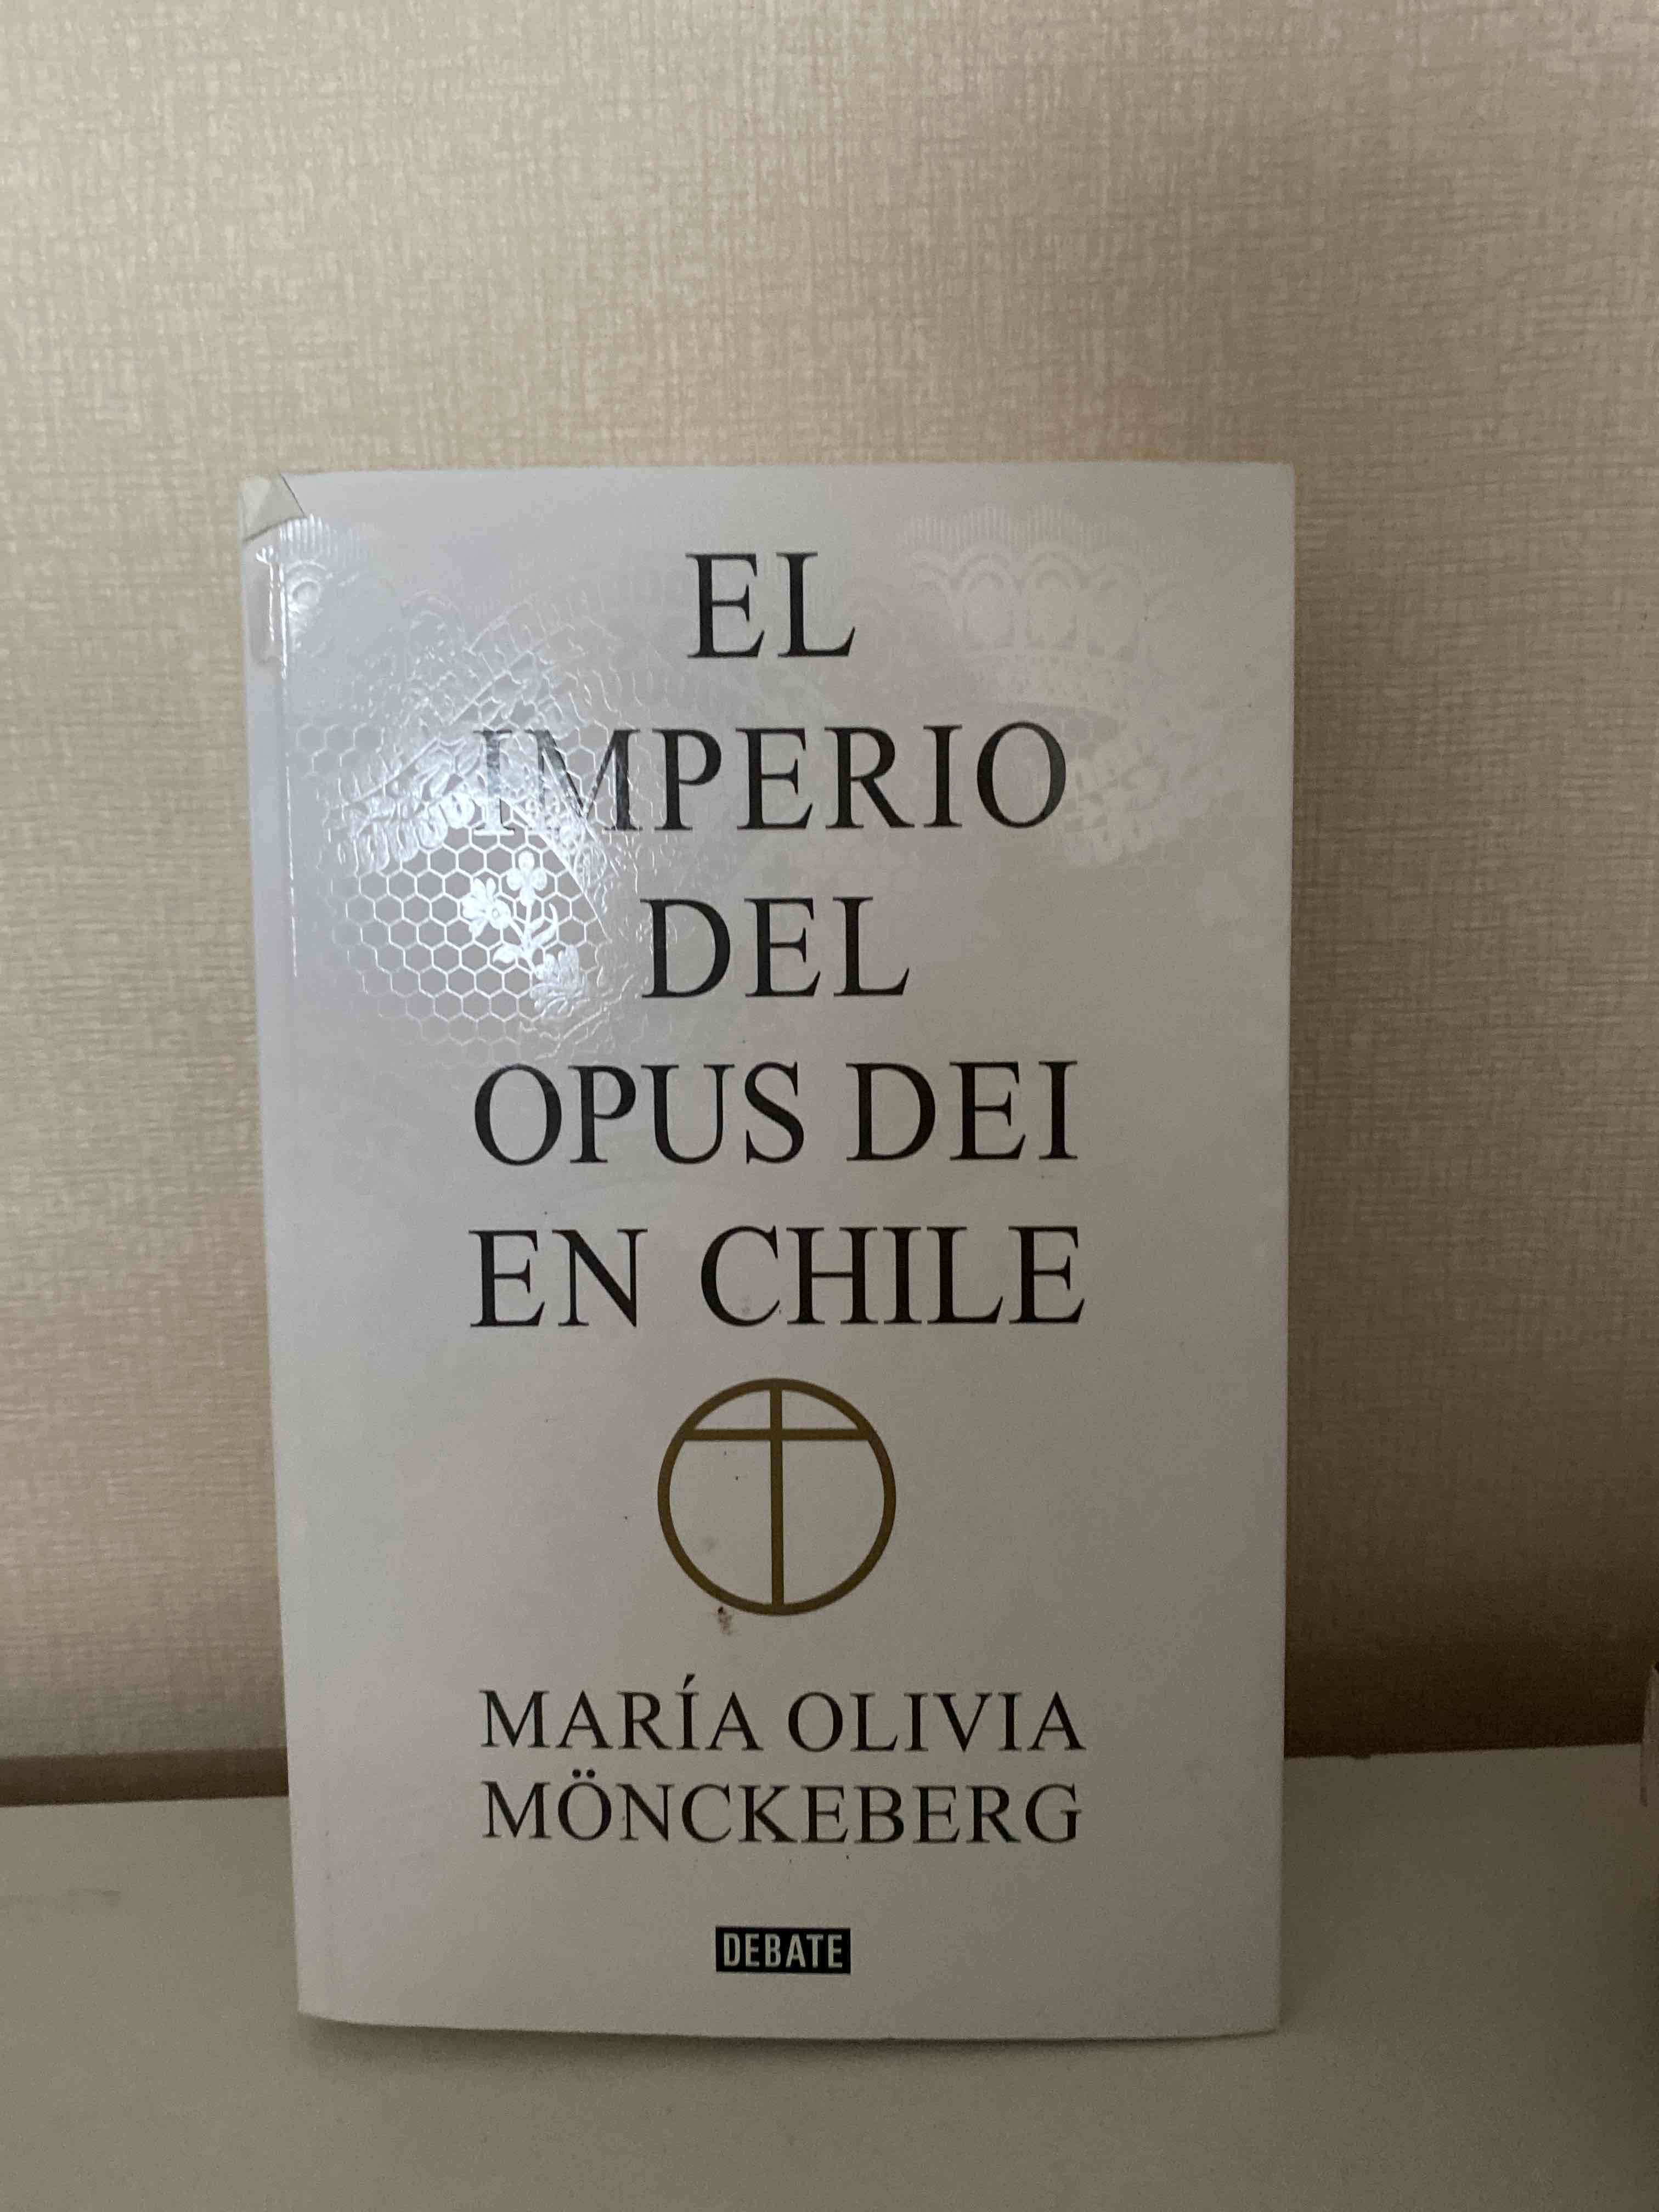 EL
IMPERIO
DEL
OPUS DEI
EN CHILE
MARÍA OLIVIA
MÖNCKEBERG
DEBATE